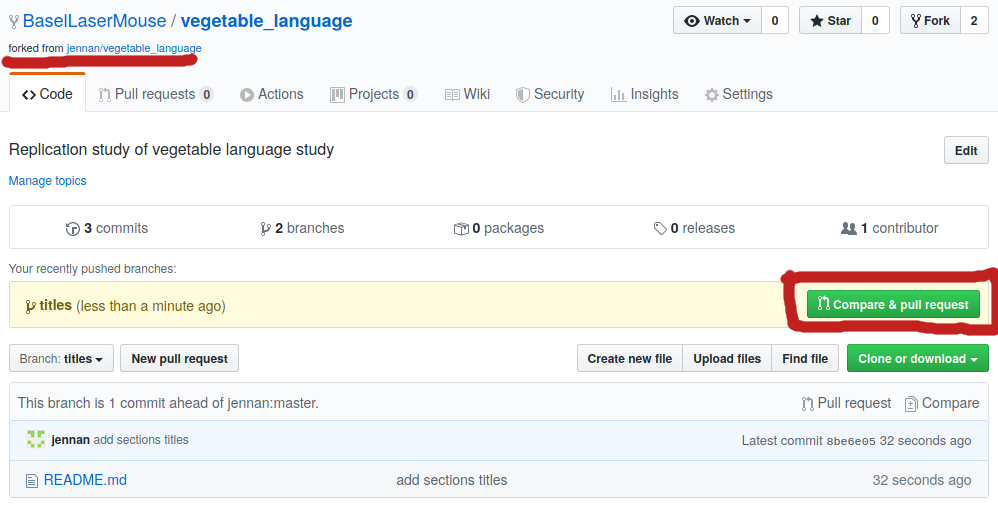 BaselLaserMouse / vegetable_language
Watch 0 Star 0 Fork 2
forked from jennan/vegetable_language
Code Pull requests 0 Actions Projects 0 Wiki Security Insights Settings
Replication study of vegetable language study
Edit
Manage topics
3 commits 2 branches 0 packages 0 releases 1 contributor
Your recently pushed branches:
titles (less than a minute ago) Compare & pull request
Branch: titles New pull request Create new file Upload files Find file Clone or download
This branch is 1 commit ahead of jennan:master. Pull request Compare
jennan add sections titles Latest commit 8be6e05 32 seconds ago
README.md add sections titles 32 seconds ago